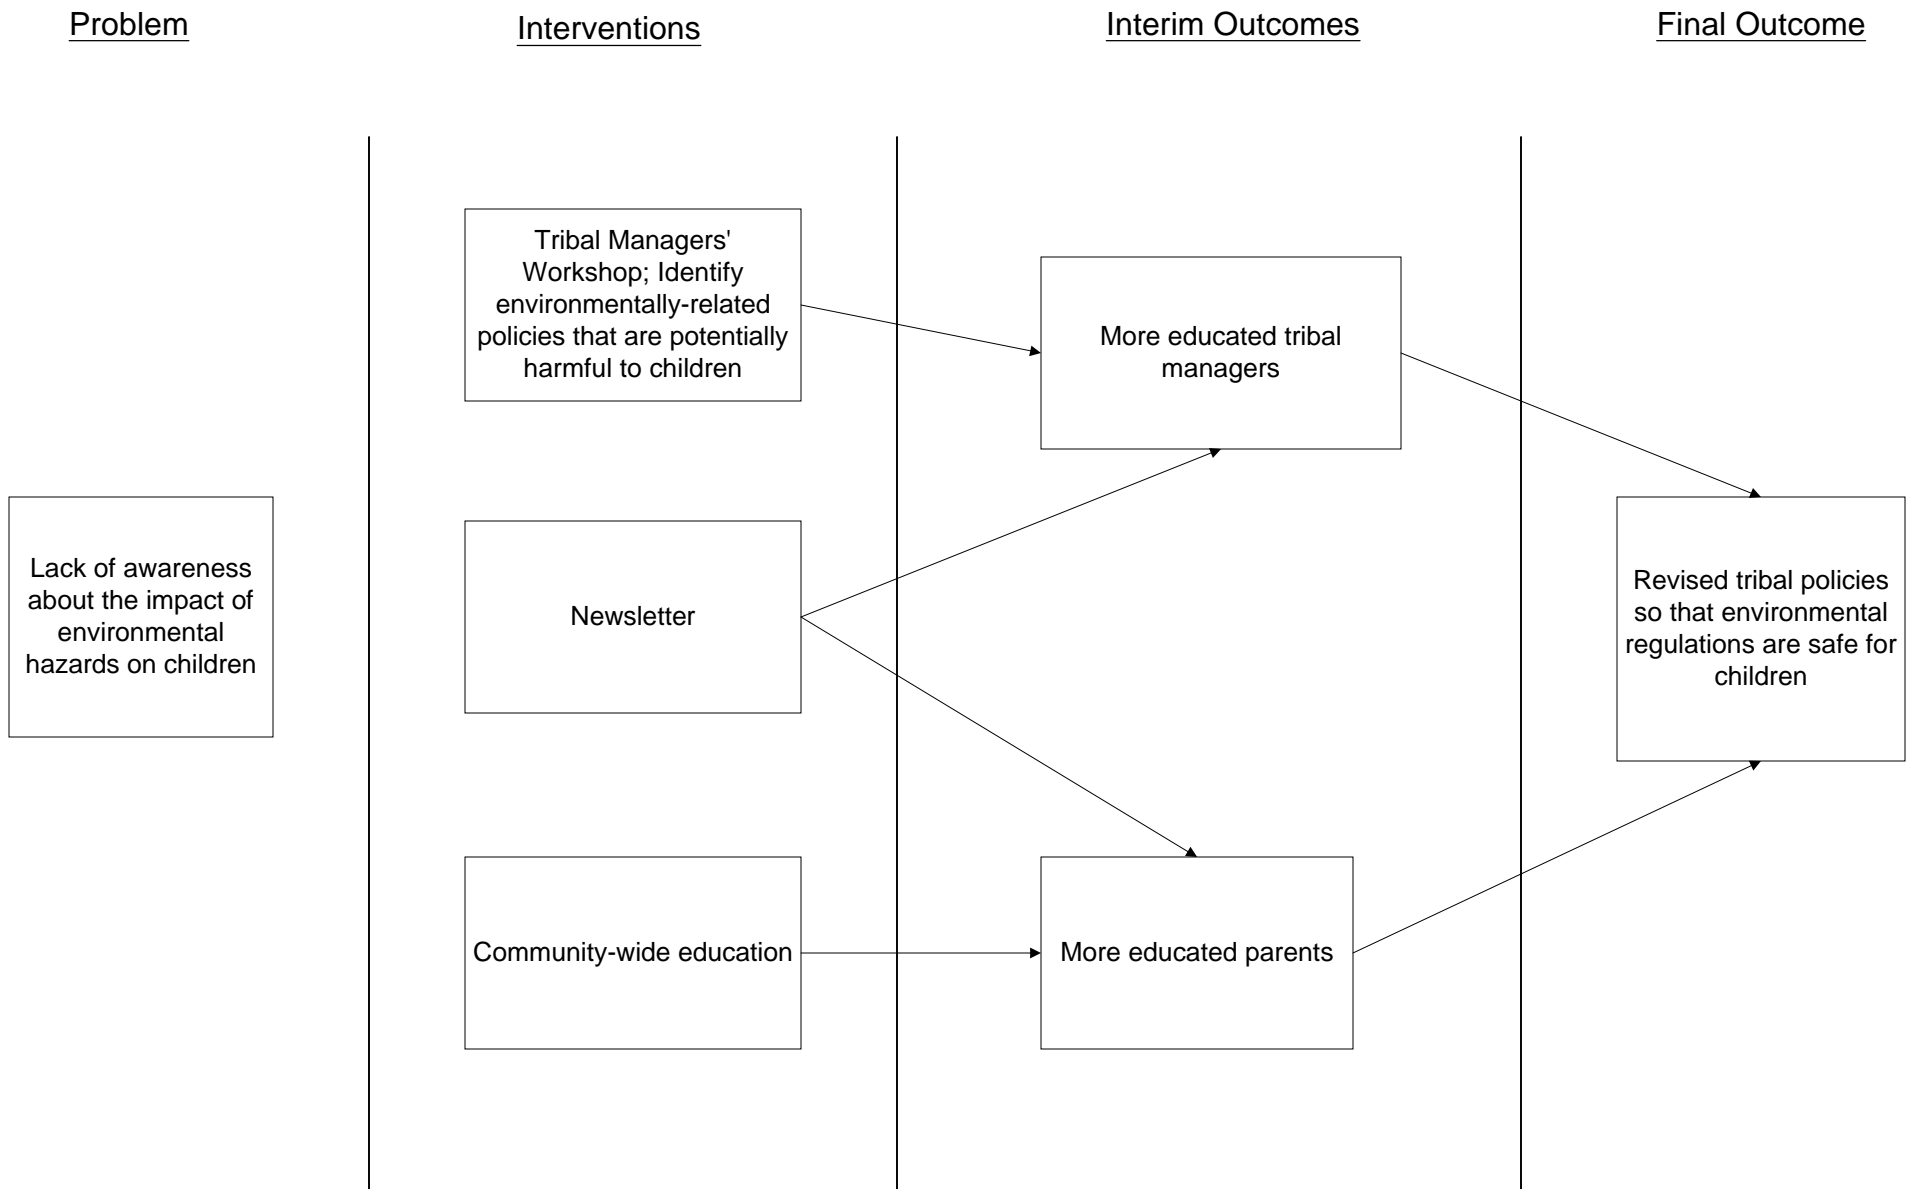 Problem
Interventions
Interim Outcomes
Final Outcome
Lack of awareness
about the impact of
environmental
hazards on children
Tribal Managers'
Workshop; Identify
environmentally-related
policies that are potentially
harmful to children
Newsletter
Community-wide education
More educated tribal
managers
More educated parents
Revised tribal policies
so that environmental
regulations are safe for
children